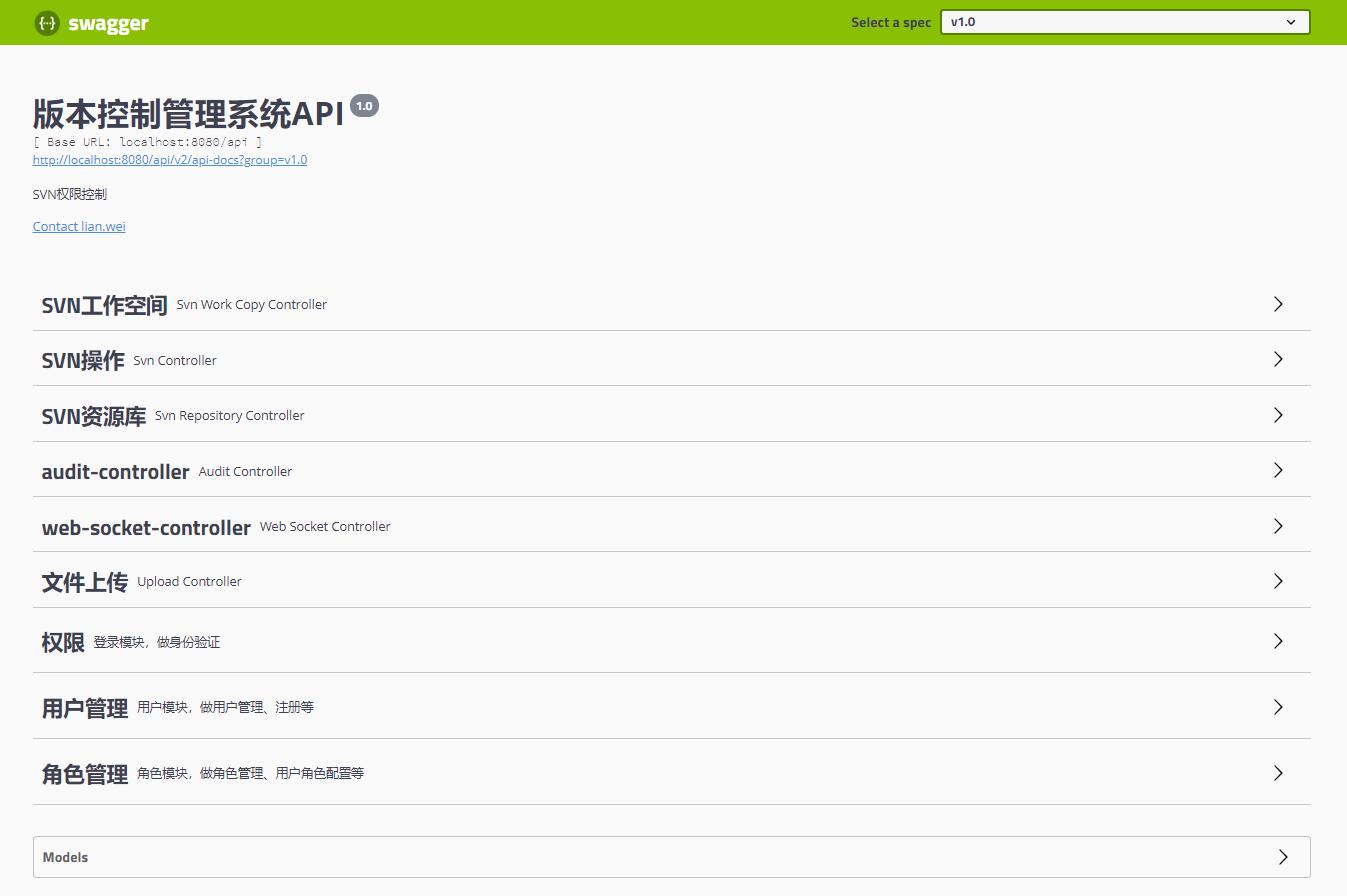 swagger
Select a spec v1.0
版本控制管理系统API 1.0
[ Base URL: localhost:8080/api ]
http://localhost:8080/api/v2/api-docs?group=v1.0
SVN权限控制
Contact lian.wei
SVN工作空间 Svn Work Copy Controller
SVN操作 Svn Controller
SVN资源库 Svn Repository Controller
audit-controller Audit Controller
web-socket-controller Web Socket Controller
文件上传 Upload Controller
权限 登录模块，做身份验证
用户管理 用户模块，做用户管理、注册等
角色管理 角色模块，做角色管理、用户角色配置等
Models